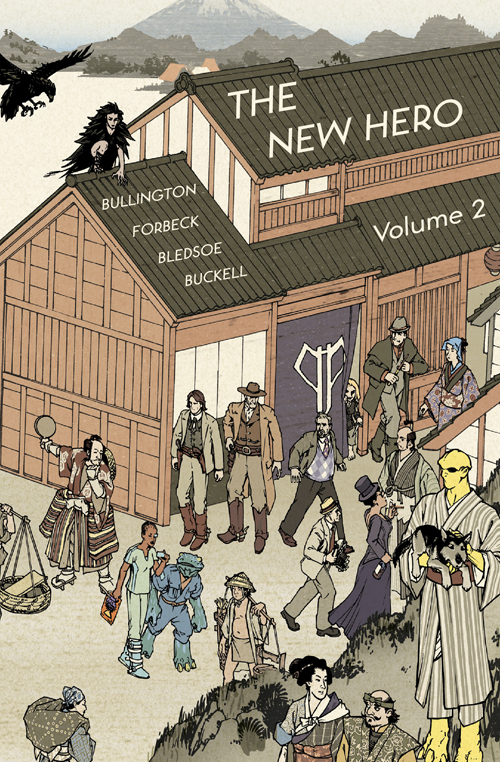 THE
NEW HERO
Volume 2
BULLINGTON
FORBECK
BLEDSOE
BUCKELL